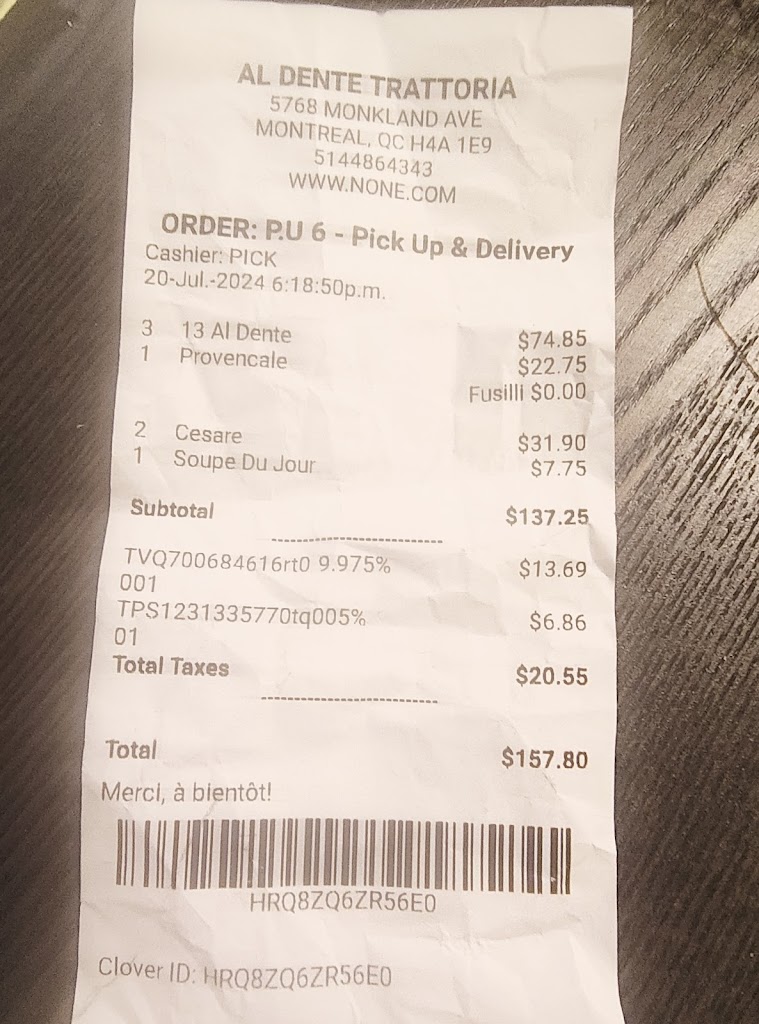 AL DENTE TRATTORIA
5768 MONKLAND AVE
MONTREAL, QC H4A 1E9
5144864343
WWW.NONE.COM
ORDER: P.U 6 - Pick Up & Delivery
Cashier: PICK
20-Jul.-2024 6:18:50p.m.
3 13 Al Dente $74.85
1 Provencale $22.75
Fusilli $0.00
2 Cesare $31.90
1 Soupe Du Jour $7.75
Subtotal $137.25
TVQ700684616rt0 9.975% $13.69
001
TPS1231335770tq005% $6.86
01
Total Taxes $20.55
Total $157.80
Merci, à bientôt!
HRQ8ZQ6ZR56E0
Clover ID: HRQ8ZQ6ZR56E0